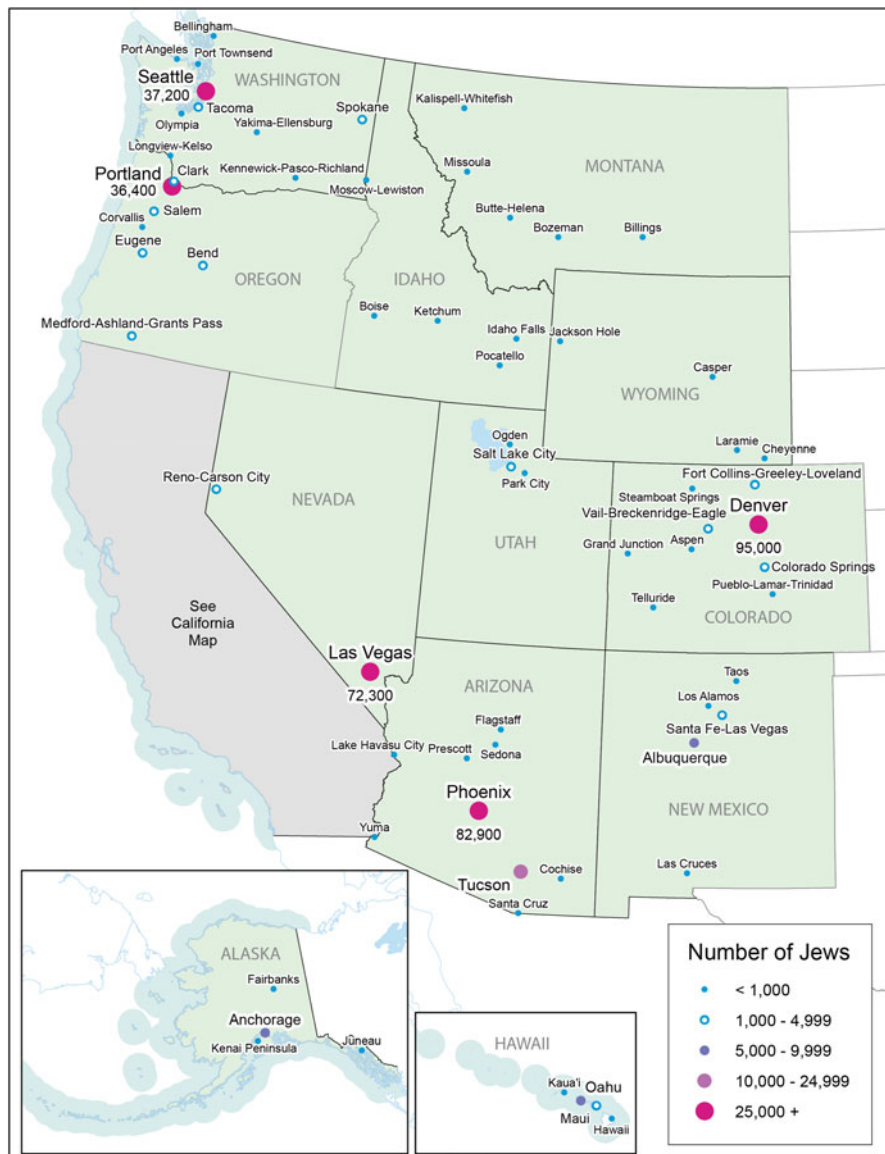 Bellingham
Port Angeles
Port Townsend
Seattle
37,200
WASHINGTON
Tacoma
Olympia
Yakima-Ellensburg
Spokane
Longview-Kelso
Clark
Kennewick-Pasco-Richland
Moscow-Lewiston
Portland
36,400
Salem
Corvallis
Eugene
Bend
OREGON
Medford-Ashland-Grants Pass
Kalispell-Whitefish
Missoula
MONTANA
Butte-Helena
Bozeman
Billings
IDAHO
Boise
Ketchum
Idaho Falls
Pocatello
Jackson Hole
Casper
WYOMING
Laramie
Cheyenne
Reno-Carson City
NEVADA
Ogden
Salt Lake City
Park City
UTAH
Fort Collins-Greeley-Loveland
Steamboat Springs
Vail-Breckenridge-Eagle
Denver
95,000
Grand Junction
Aspen
Colorado Springs
Pueblo-Lamar-Trinidad
Telluride
COLORADO
See
California
Map
Las Vegas
72,300
ARIZONA
Flagstaff
Lake Havasu City
Prescott
Sedona
Phoenix
82,900
Yuma
Tucson
Cochise
Santa Cruz
Taos
Los Alamos
Santa Fe-Las Vegas
Albuquerque
NEW MEXICO
Las Cruces
ALASKA
Fairbanks
Anchorage
Kenai Peninsula
Juneau
HAWAII
Kaua'i
Oahu
Maui
Hawaii
Number of Jews
< 1,000
1,000 - 4,999
5,000 - 9,999
10,000 - 24,999
25,000 +